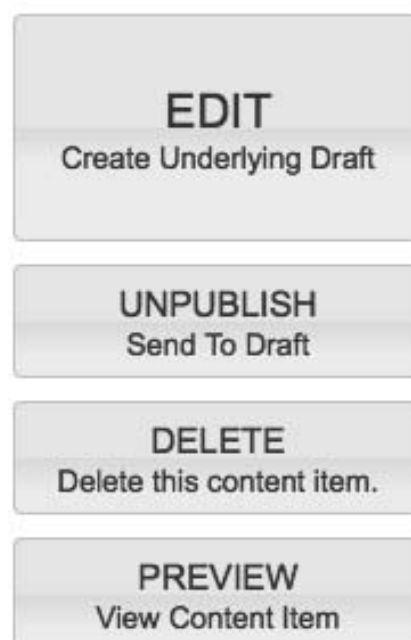 EDIT
Create Underlying Draft
UNPUBLISH
Send To Draft
DELETE
Delete this content item.
PREVIEW
View Content Item